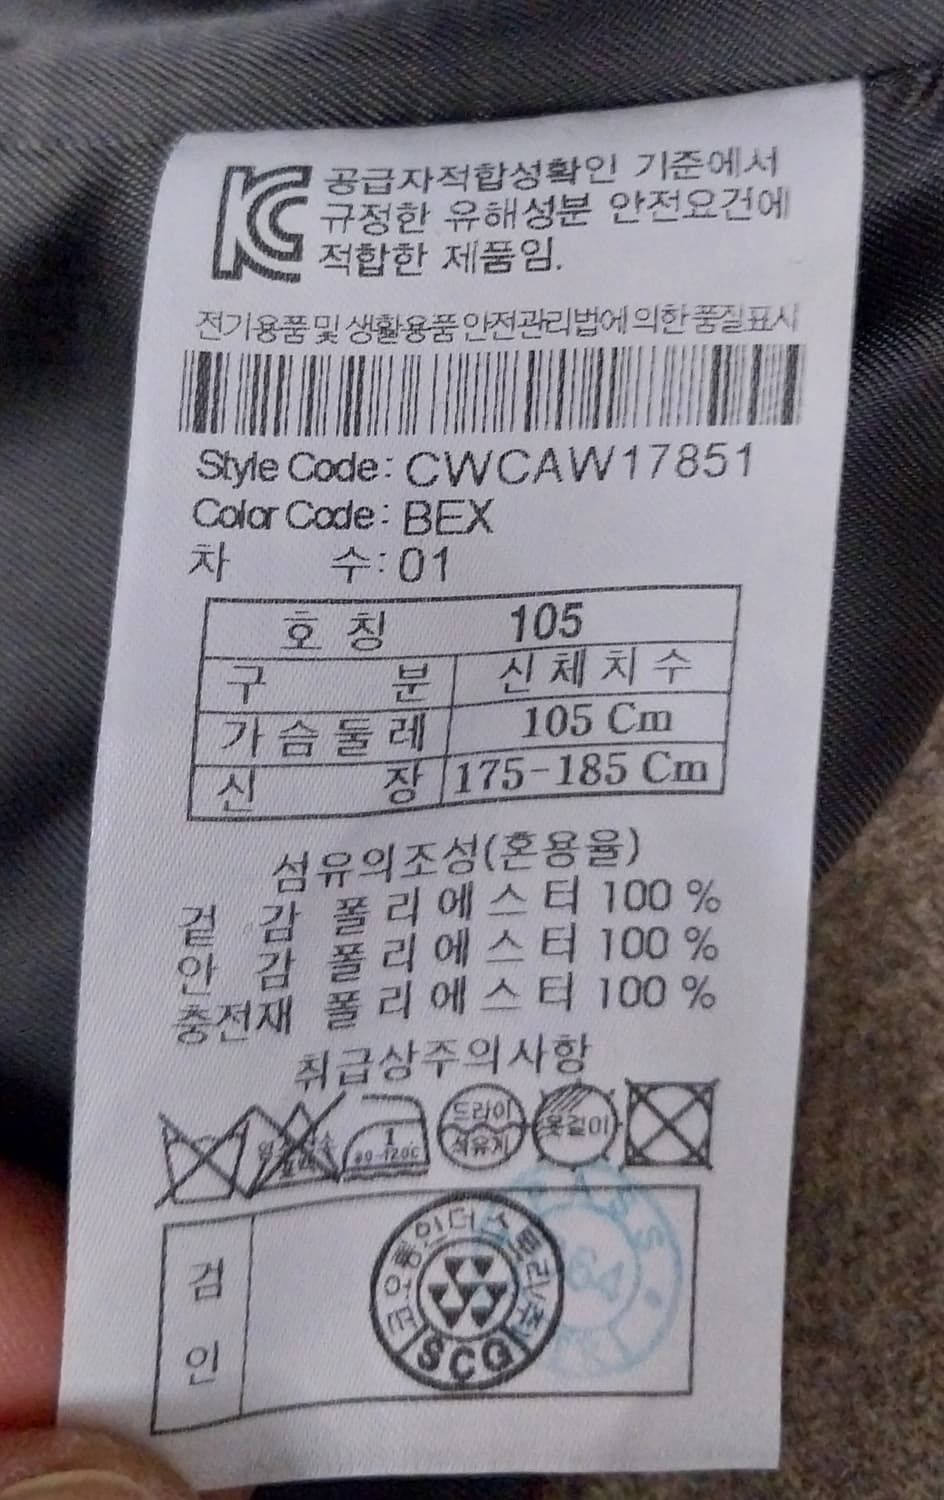 KC 공급자적합성확인 기준에서
규정한 유해성분 안전요건에
적합한 제품임.
전기용품 및 생활용품 안전관리법에 의한 품질표시
Style Code: CWCAW17851
Color Code: BEX
차 수: 01
호 칭 105
구 분 신 체 치 수
가 슴 둘 레 105 Cm
신 장 175-185 Cm
섬유의조성(혼용율)
겉 감 폴 리 에 스 터 100 %
안 감 폴 리 에 스 터 100 %
충전재 폴 리 에 스 터 100 %
취급상주의사항
1
80-120℃
드라이
석유계
옷걸이
검
인
SCG